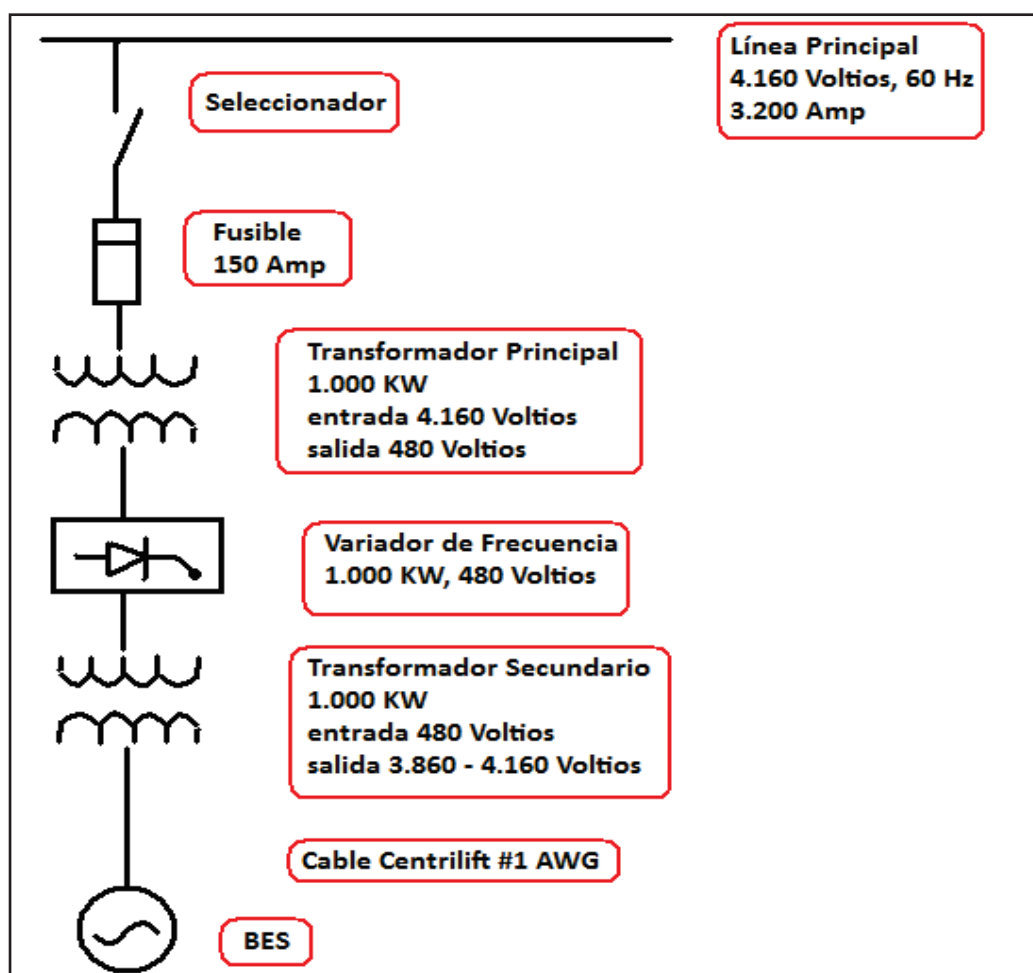 Línea Principal
4.160 Voltios, 60 Hz
3.200 Amp
Seleccionador
Fusible
150 Amp
Transformador Principal
1.000 KW
entrada 4.160 Voltios
salida 480 Voltios
Variador de Frecuencia
1.000 KW, 480 Voltios
Transformador Secundario
1.000 KW
entrada 480 Voltios
salida 3.860 - 4.160 Voltios
Cable Centrilift #1 AWG
BES